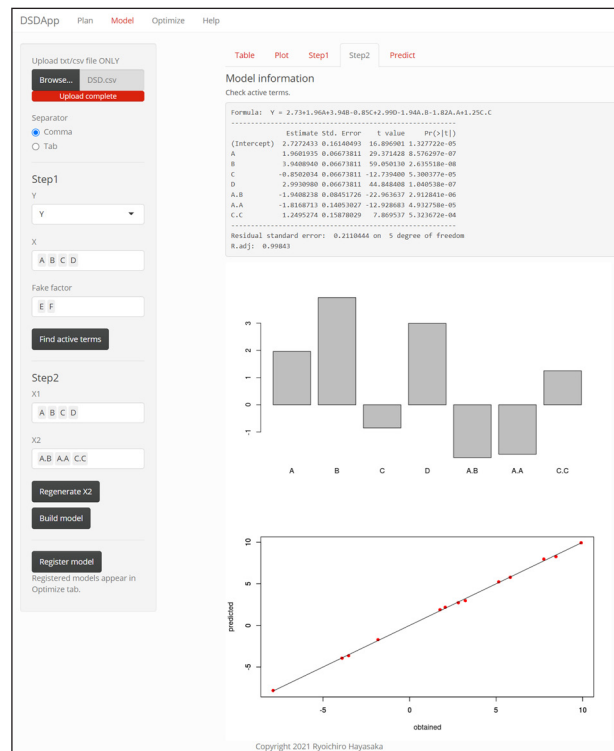 DSDApp Plan Model Optimize Help
Upload txt/csv file ONLY
Browse... DSD.csv
Upload complete
Separator
Comma
Tab
Step1
Y
Y
X
A B C D
Fake factor
E F
Find active terms
Step2
X1
A B C D
X2
A.B A.A C.C
Regenerate X2
Build model
Register model
Registered models appear in
Optimize tab.
Table Plot Step1 Step2 Predict
Model information
Check active terms.
Formula: Y = 2.73+1.96A+3.94B-0.85C+2.99D-1.94A.B-1.82A.A+1.25C.C
Estimate Std. Error t value Pr(>|t|)
(Intercept) 2.7272433 0.16140493 16.896901 1.327722e-05
A 1.9601935 0.06673811 29.371428 8.576297e-07
B 3.9408940 0.06673811 59.050130 2.635518e-08
C -0.8502034 0.06673811 -12.739400 5.300377e-05
D 2.9930980 0.06673811 44.848408 1.040538e-07
A.B -1.9408238 0.08451726 -22.963637 2.912841e-06
A.A -1.8168713 0.14053027 -12.928683 4.932758e-05
C.C 1.2495274 0.15878029 7.869537 5.323672e-04
Residual standard error: 0.2110444 on 5 degree of freedom
R.adj: 0.99843
3
2
1
0
-1
A B C D A.B A.A C.C
10
5
0
-5
predicted
-5 0 5 10
obtained
Copyright 2021 Ryoichiro Hayasaka